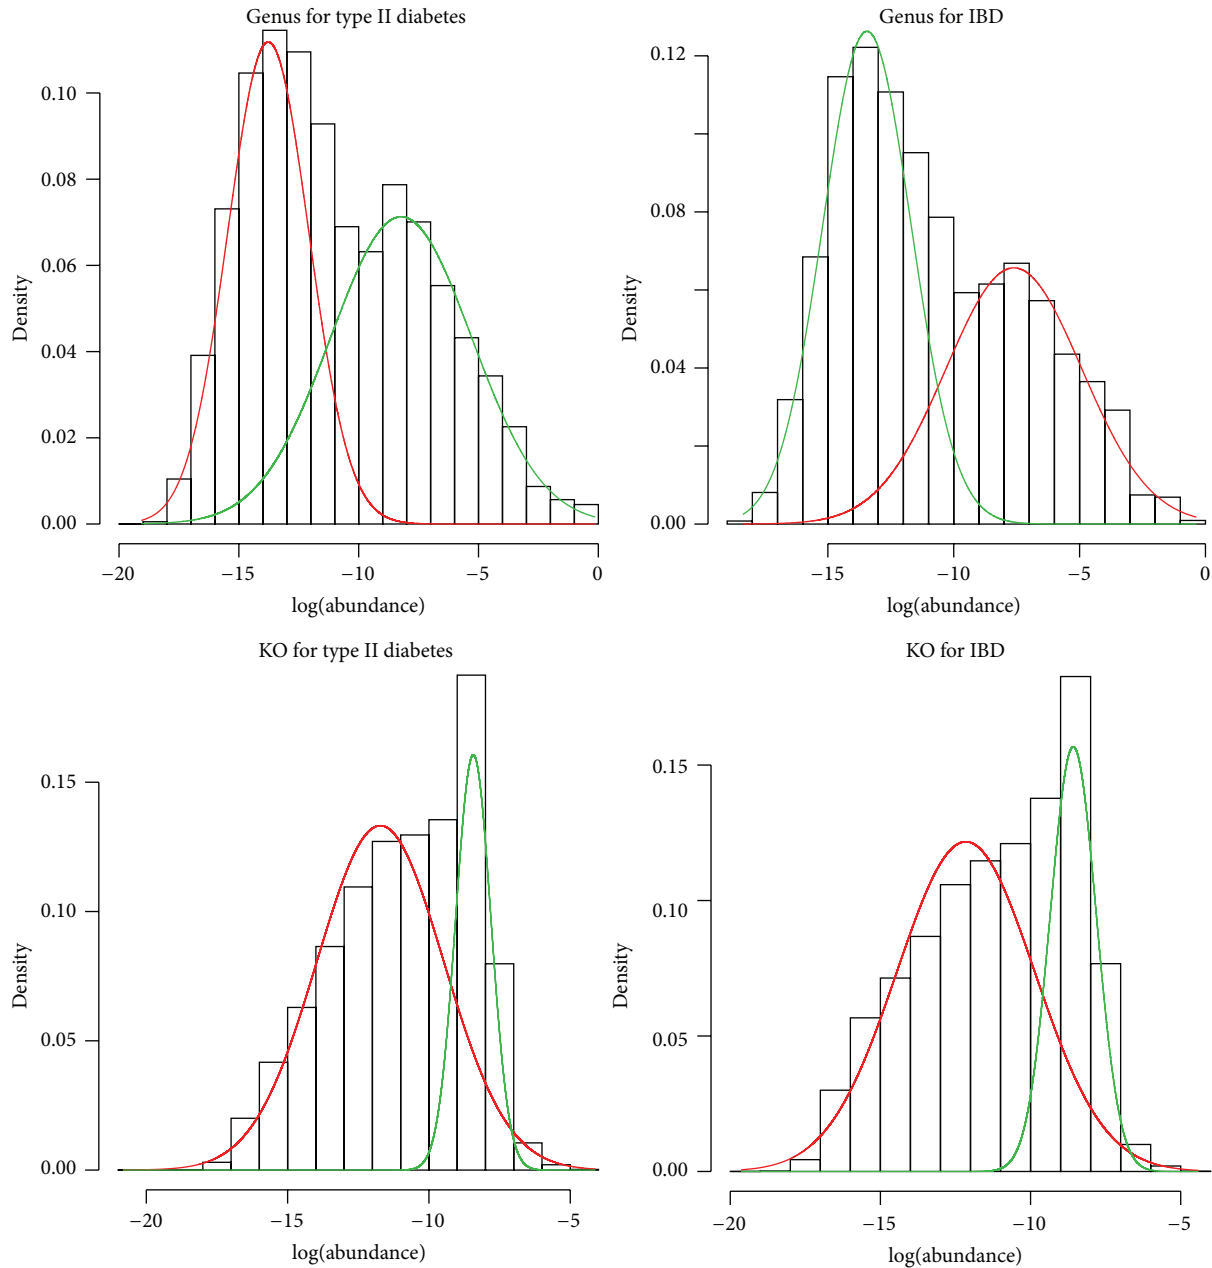 Genus for type II diabetes
Density
0.10
0.08
0.06
0.04
0.02
0.00
−20 −15 −10 −5 0
log(abundance)
Genus for IBD
Density
0.12
0.08
0.04
0.00
−15 −10 −5 0
log(abundance)
KO for type II diabetes
Density
0.15
0.10
0.05
0.00
−20 −15 −10 −5
log(abundance)
KO for IBD
Density
0.15
0.10
0.05
0.00
−20 −15 −10 −5
log(abundance)